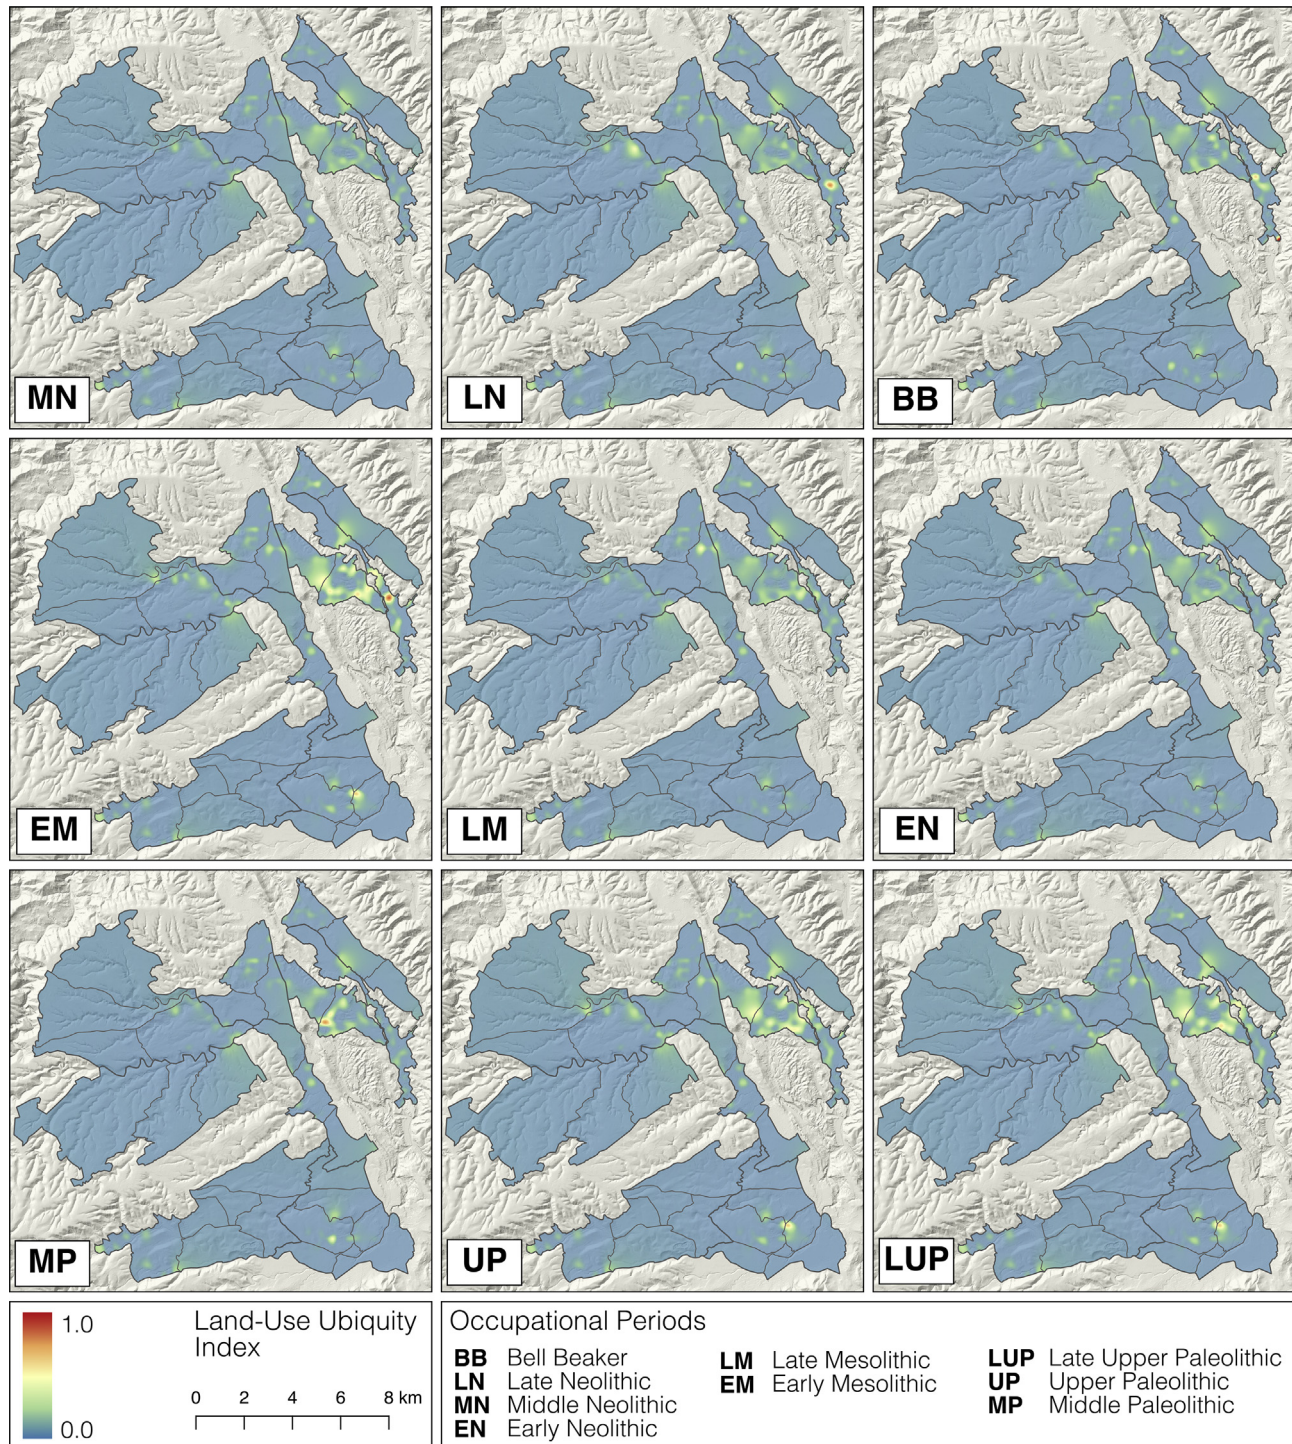 MN
LN
BB
EM
LM
EN
MP
UP
LUP
1.0
0.0
Land-Use Ubiquity
Index
0 2 4 6 8 km
Occupational Periods
BB Bell Beaker
LN Late Neolithic
MN Middle Neolithic
EN Early Neolithic
LM Late Mesolithic
EM Early Mesolithic
LUP Late Upper Paleolithic
UP Upper Paleolithic
MP Middle Paleolithic